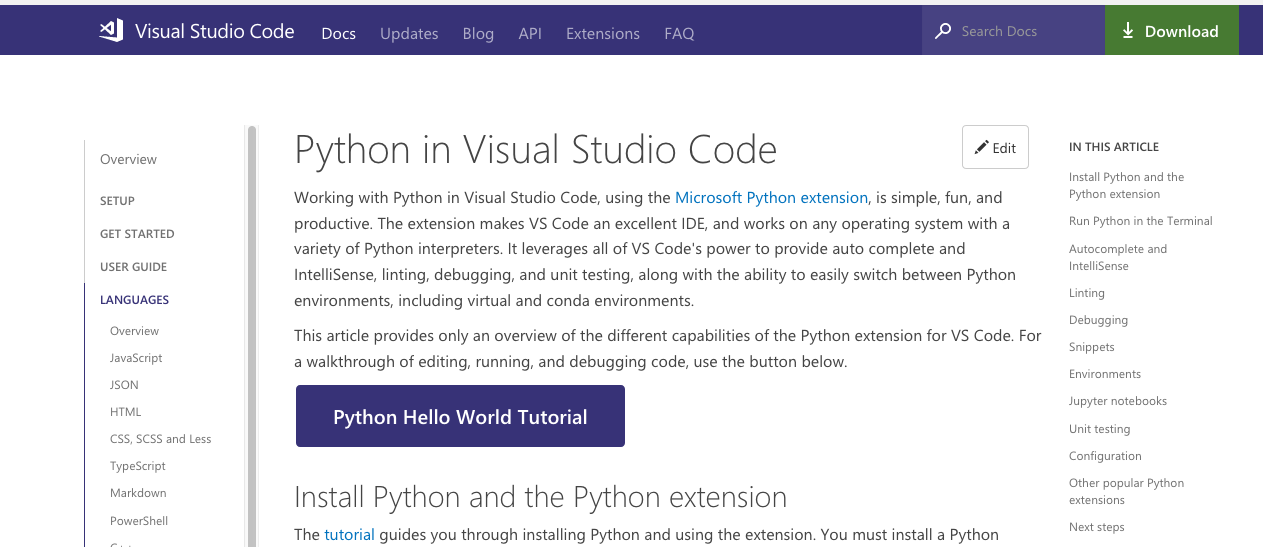 Visual Studio Code Docs Updates Blog API Extensions FAQ Search Docs Download
Overview
SETUP
GET STARTED
USER GUIDE
LANGUAGES
Overview
JavaScript
JSON
HTML
CSS, SCSS and Less
TypeScript
Markdown
PowerShell
Python in Visual Studio Code
Edit
Working with Python in Visual Studio Code, using the Microsoft Python extension, is simple, fun, and
productive. The extension makes VS Code an excellent IDE, and works on any operating system with a
variety of Python interpreters. It leverages all of VS Code's power to provide auto complete and
IntelliSense, linting, debugging, and unit testing, along with the ability to easily switch between Python
environments, including virtual and conda environments.
This article provides only an overview of the different capabilities of the Python extension for VS Code. For
a walkthrough of editing, running, and debugging code, use the button below.
Python Hello World Tutorial
Install Python and the Python extension
The tutorial guides you through installing Python and using the extension. You must install a Python
IN THIS ARTICLE
Install Python and the
Python extension
Run Python in the Terminal
Autocomplete and
IntelliSense
Linting
Debugging
Snippets
Environments
Jupyter notebooks
Unit testing
Configuration
Other popular Python
extensions
Next steps